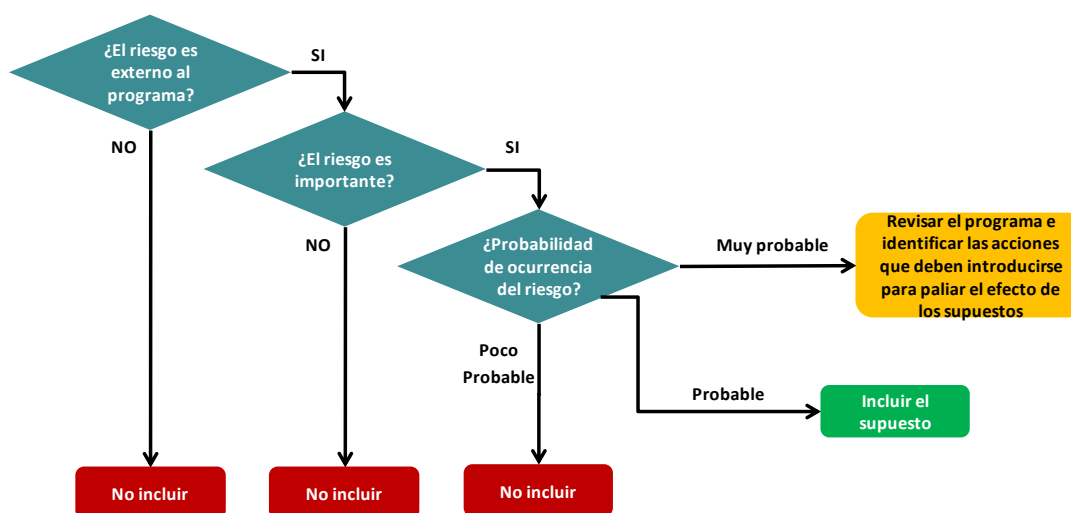 ¿El riesgo es
externo al
programa?
SI
NO
¿El riesgo es
importante?
SI
NO
¿Probabilidad
de ocurrencia
del riesgo?
Muy probable
Revisar el programa e
identificar las acciones
que deben introducirse
para paliar el efecto de
los supuestos
Poco
Probable
Probable
Incluir el
supuesto
No incluir
No incluir
No incluir